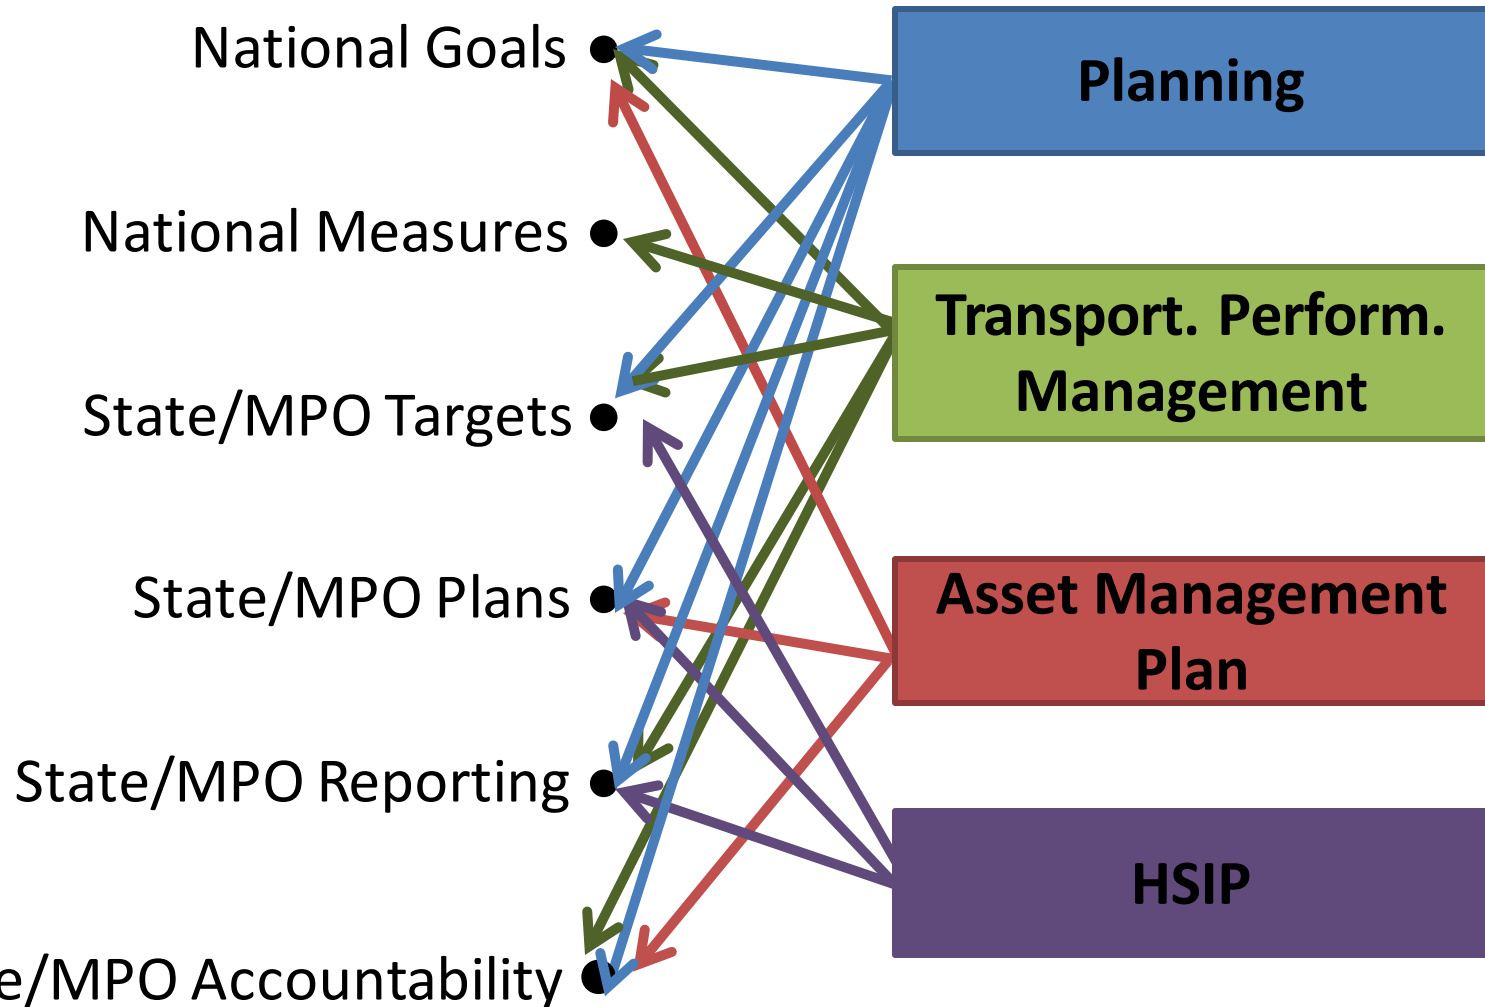 National Goals
National Measures
State/MPO Targets
State/MPO Plans
State/MPO Reporting
e/MPO Accountability
Planning
Transport. Perform.
Management
Asset Management
Plan
HSIP